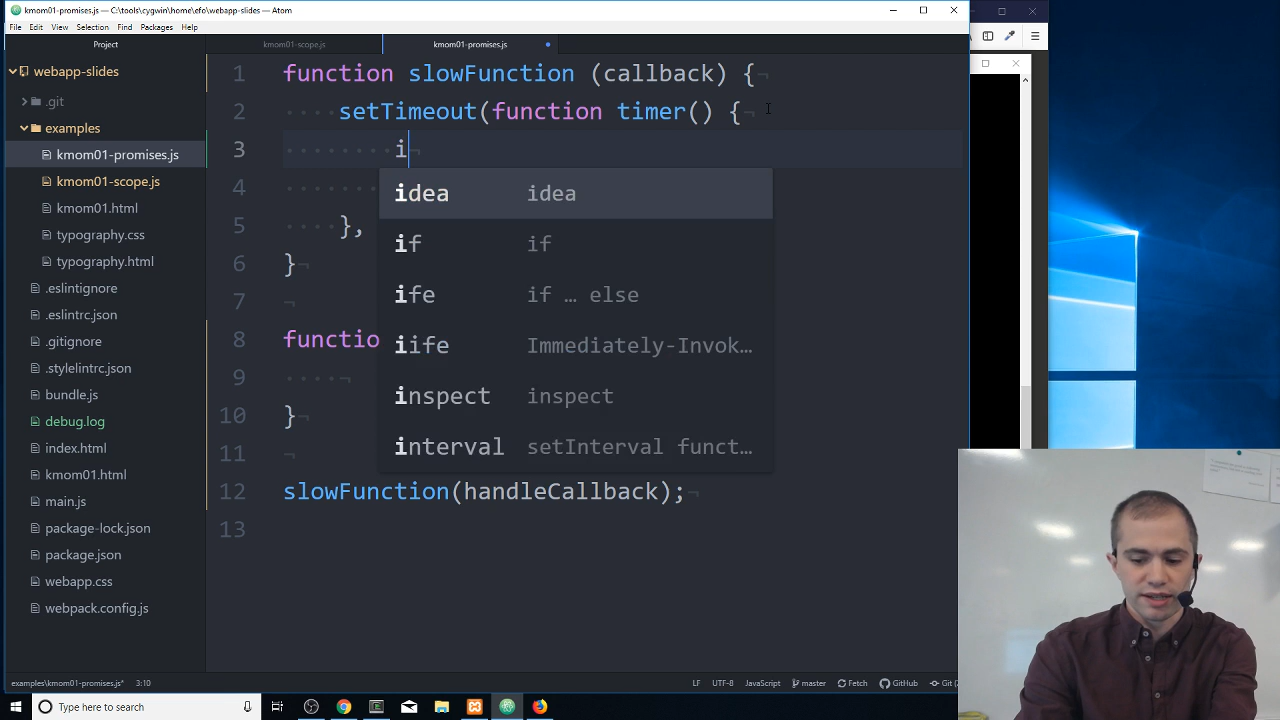 kmom01-promises.js — C:\tools\cygwin\home\efo\webapp-slides — Atom
File Edit View Selection Find Packages Help
Project
kmom01-scope.js
kmom01-promises.js
webapp-slides
.git
examples
kmom01-promises.js
kmom01-scope.js
kmom01.html
typography.css
typography.html
.eslintignore
.eslintrc.json
.gitignore
.stylelintrc.json
bundle.js
debug.log
index.html
kmom01.html
main.js
package-lock.json
package.json
webapp.css
webpack.config.js
1 function slowFunction (callback) {
2 setTimeout(function timer() {
3 i
4
5 },
6 }
7
8 functio
9
10 }
11
12 slowFunction(handleCallback);
13
idea idea
if if
ife if … else
iife Immediately-Invok…
inspect inspect
interval setInterval funct…
examples\kmom01-promises.js* 3:10
LF UTF-8 JavaScript master Fetch GitHub Git (2
Type here to search